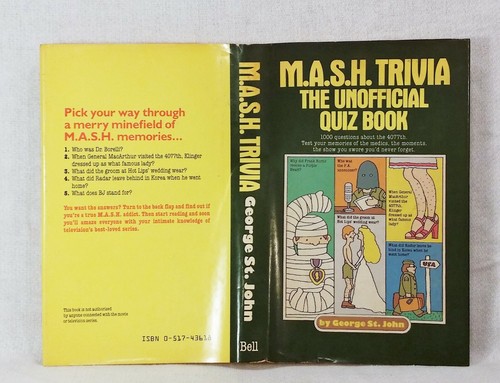 Pick your way through
a merry minefield of
M.A.S.H. memories...
1. Who was Dr. Borelli?
2. When General MacArthur visited the 4077th, Klinger
dressed up as what famous lady?
3. What did the groom at Hot Lips' wedding wear?
4. What did Radar leave behind in Korea when he went
home?
5. What does BJ stand for?
You want the answers? Turn to the back flap and find out if
you're a true M.A.S.H. addict. Then start reading and soon
you'll amaze everyone with your intimate knowledge of
television's best-loved series.
This book is not authorized
by anyone connected with the movie
or television series.
ISBN 0-517-4361
M.A.S.H. TRIVIA
George St. John
Bell
M.A.S.H. TRIVIA
THE UNOFFICIAL
QUIZ BOOK
1000 questions about the 4077th.
Test your memories of the medics, the moments,
the show you swore you'd never forget.
Why did Frank Burns
receive a Purple
Heart?
Who was the
P.A.
announcer?
When General
MacArthur
visited the
4077th, Klinger
dressed up as
what famous
lady?
What did the groom in
Hot Lips' wedding wear?
What did Radar leave be-
hind in Korea when he
went home?
USA
by George St. John